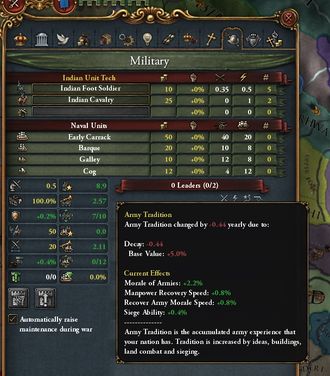 Military
Indian Unit Tech
Indian Foot Soldier 10 +0% 0.35 0.5 5
Indian Cavalry 25 +0% 0 1 2
+0%
Naval Units
Early Carrack 50 +0% 40 20
Barque 20 +0% 10 8
Galley 10 +0% 12 8
Cog 12 +0% 4 12
0.5 8.9
0 Leaders (0/2)
100.0% 2.57
+0.2% 7/10
50 0.0
20 2.11
+0.4% 0/12
0/0 0.0%
Automatically raise
maintenance during war
Army Tradition
Army Tradition changed by -0.44 yearly due to:
Decay: -0.44
Base Value: +5.0%
Current Effects
Morale of Armies: +2.2%
Manpower Recovery Speed: +0.8%
Recover Army Morale Speed: +0.8%
Siege Ability: +0.4%
--------------
Army Tradition is the accumulated army experience that
your nation has. Tradition is increased by ideas, buildings,
land combat and sieging.